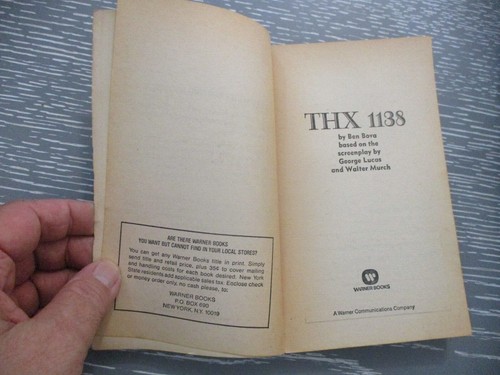 ARE THERE WARNER BOOKS
YOU WANT BUT CANNOT FIND IN YOUR LOCAL STORES?
You can get any Warner Books title in print. Simply
send title and retail price, plus 35¢ to cover mailing
and handling costs for each book desired. New York
State residents add applicable sales tax. Enclose check
or money order only, no cash please, to:
WARNER BOOKS
P.O. BOX 690
NEW YORK, N.Y. 10019
THX 1138
by Ben Bova
based on the
screenplay by
George Lucas
and Walter Murch
W
WARNER BOOKS
A Warner Communications Company